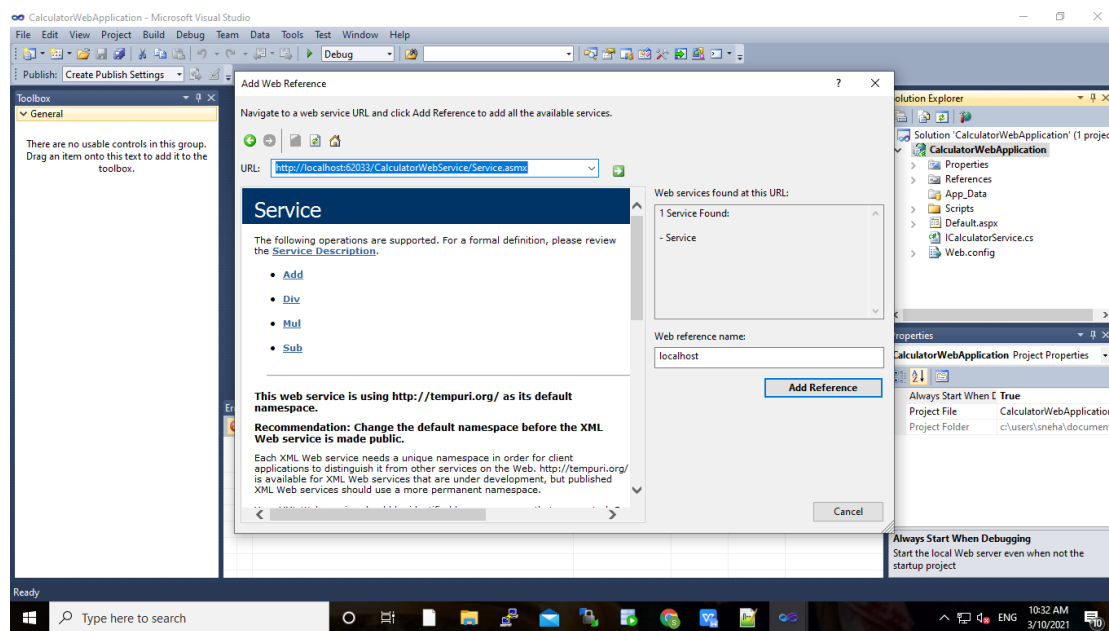 CalculatorWebApplication - Microsoft Visual Studio
File Edit View Project Build Debug Team Data Tools Test Window Help
Debug
Publish: Create Publish Settings
Toolbox
General
There are no usable controls in this group.
Drag an item onto this text to add it to the
toolbox.
Add Web Reference
?
Navigate to a web service URL and click Add Reference to add all the available services.
URL: http://localhost:62033/CalculatorWebService/Service.asmx
Service
The following operations are supported. For a formal definition, please review
the Service Description.
• Add
• Div
• Mul
• Sub
This web service is using http://tempuri.org/ as its default
namespace.
Recommendation: Change the default namespace before the XML
Web service is made public.
Each XML Web service needs a unique namespace in order for client
applications to distinguish it from other services on the Web. http://tempuri.org/
is available for XML Web services that are under development, but published
XML Web services should use a more permanent namespace.
Web services found at this URL:
1 Service Found:
- Service
Web reference name:
localhost
Add Reference
Cancel
Er
olution Explorer
Solution 'CalculatorWebApplication' (1 projec
CalculatorWebApplication
Properties
References
App_Data
Scripts
Default.aspx
ICalculatorService.cs
Web.config
roperties
CalculatorWebApplication Project Properties
Always Start When D True
Project File CalculatorWebApplication
Project Folder c:\users\sneha\document
Always Start When Debugging
Start the local Web server even when not the
startup project
Ready
Type here to search
ENG
10:32 AM
3/10/2021
10